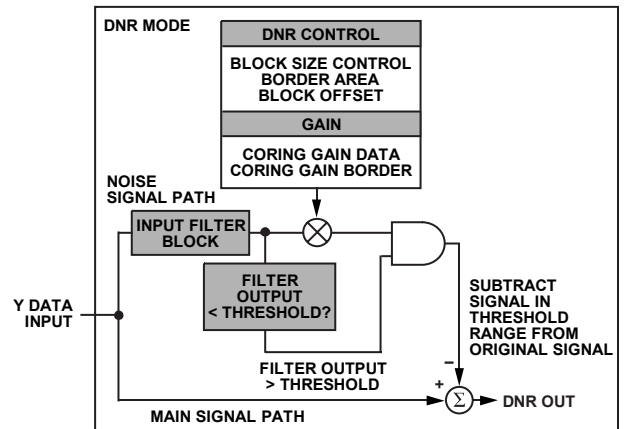 DNR MODE
DNR CONTROL
BLOCK SIZE CONTROL
BORDER AREA
BLOCK OFFSET
GAIN
CORING GAIN DATA
CORING GAIN BORDER
NOISE
SIGNAL PATH
INPUT FILTER
BLOCK
FILTER
OUTPUT
< THRESHOLD?
Y DATA
INPUT
SUBTRACT
SIGNAL IN
THRESHOLD
RANGE FROM
ORIGINAL SIGNAL
FILTER OUTPUT
> THRESHOLD
–
+
Σ
DNR OUT
MAIN SIGNAL PATH